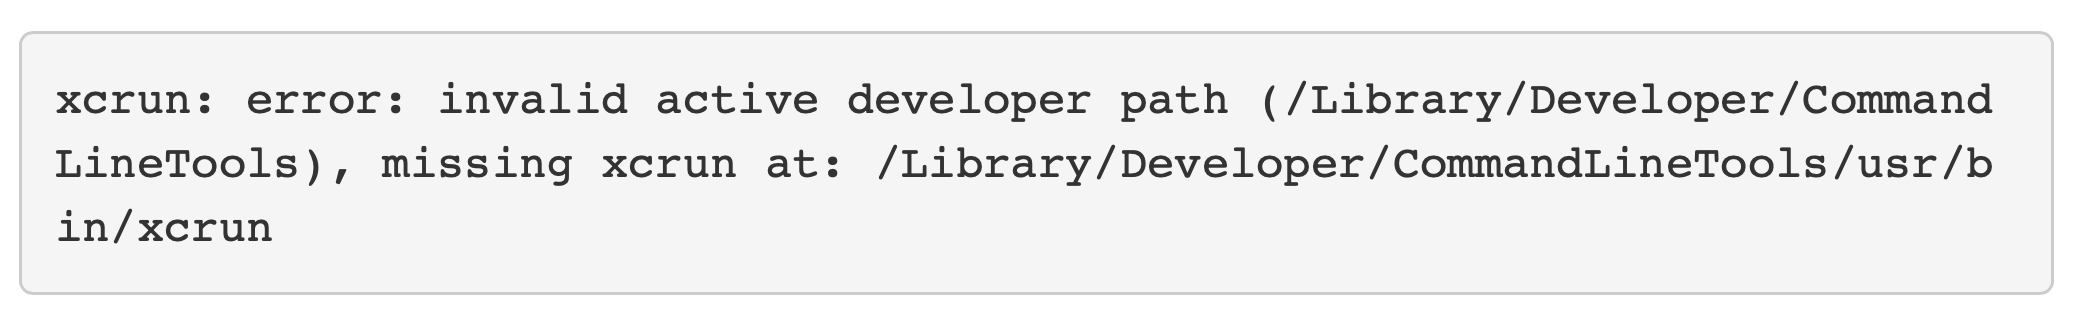 xcrun: error: invalid active developer path (/Library/Developer/Command
LineTools), missing xcrun at: /Library/Developer/CommandLineTools/usr/b
in/xcrun